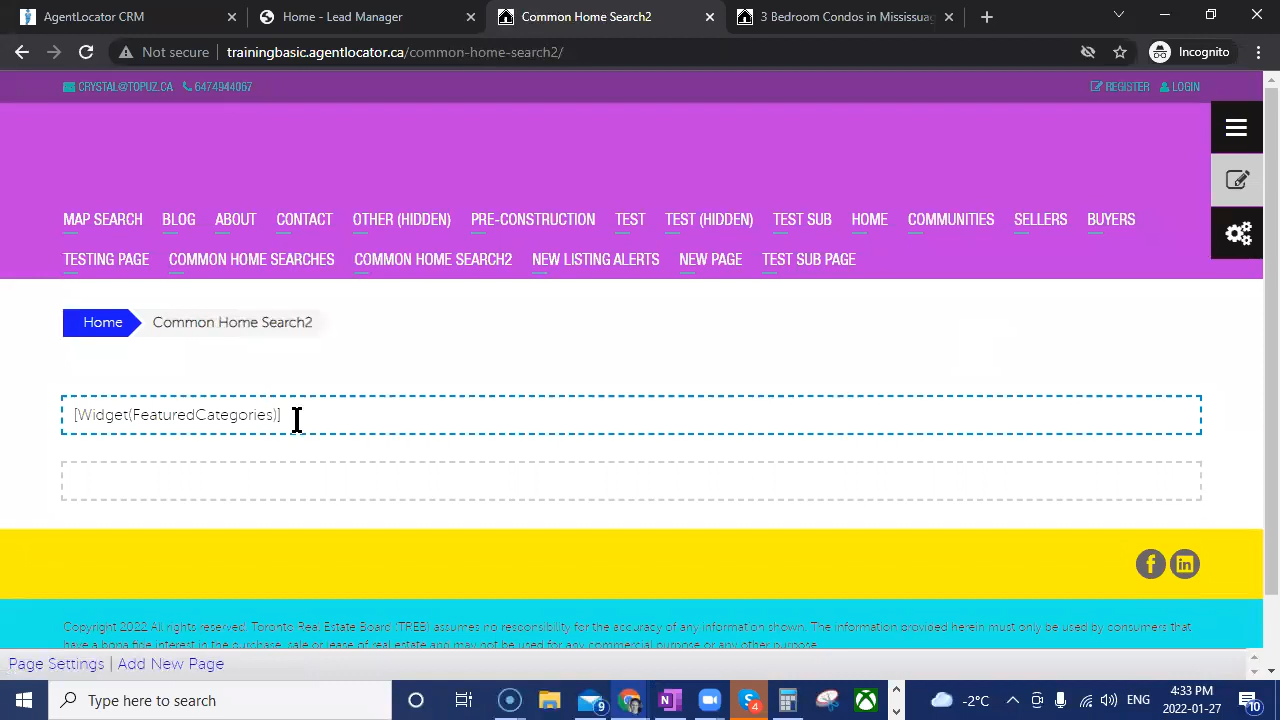 AgentLocator CRM
Home - Lead Manager
Common Home Search2
3 Bedroom Condos in Mississua
Not secure
trainingbasic.agentlocator.ca/common-home-search2/
Incognito
CRYSTAL@TOPUZ.CA 6474944067
REGISTER LOGIN
MAP SEARCH BLOG ABOUT CONTACT OTHER (HIDDEN) PRE-CONSTRUCTION TEST TEST (HIDDEN) TEST SUB HOME COMMUNITIES SELLERS BUYERS
TESTING PAGE COMMON HOME SEARCHES COMMON HOME SEARCH2 NEW LISTING ALERTS NEW PAGE TEST SUB PAGE
Home Common Home Search2
[Widget(FeaturedCategories)]
f in
Copyright 2022 All rights reserved. Toronto Real Estate Board (TREB) assumes no responsibility for the accuracy of any information shown. The information provided herein must only be used by consumers that
have a bona fide interest in the purchase, sale or lease of real estate and may not be used for any commercial purpose or any other purpose.
Page Settings | Add New Page
Type here to search
9
4
-2°C
ENG
4:33 PM
2022-01-27
10